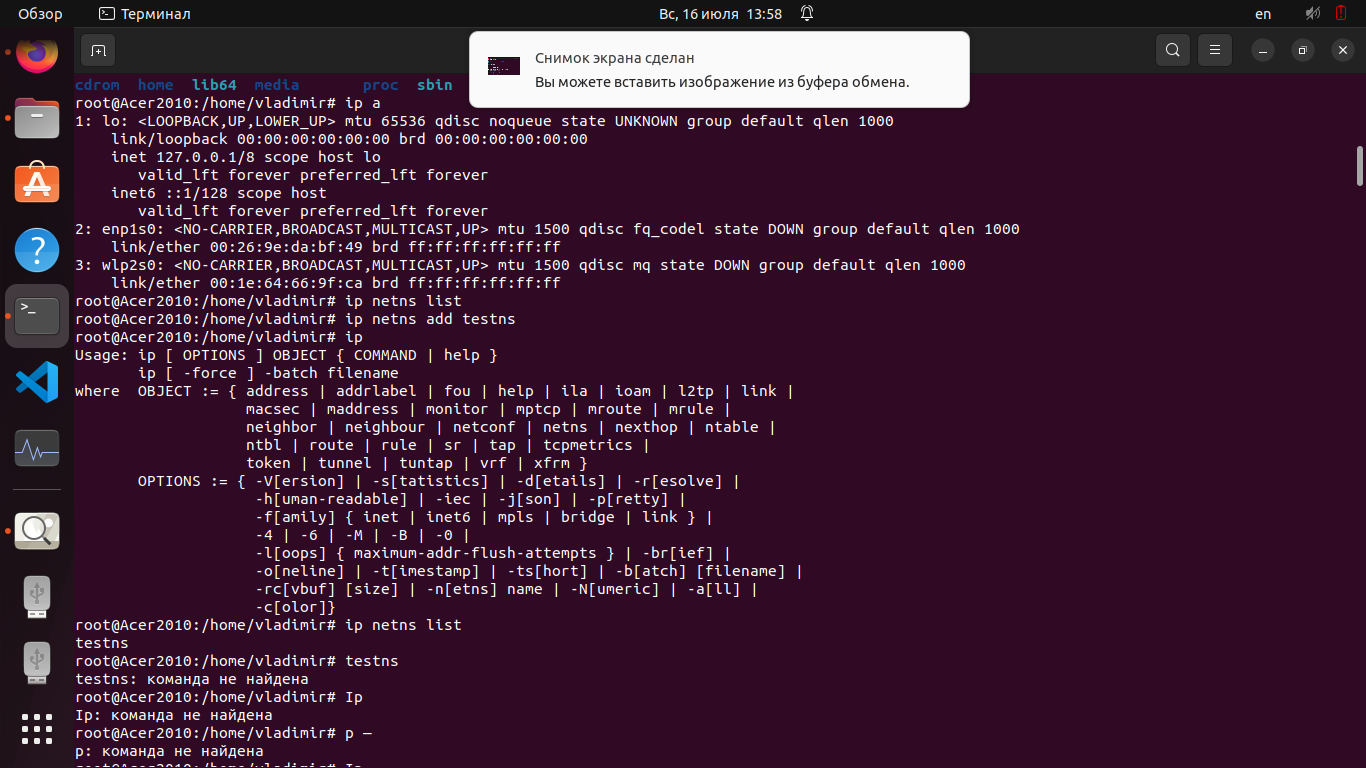 Обзор
Терминал
Вс, 16 июля 13:58
en
Снимок экрана сделан
Вы можете вставить изображение из буфера обмена.
cdrom home lib64 media proc sbin
root@Acer2010:/home/vladimir# ip a
1: lo: <LOOPBACK,UP,LOWER_UP> mtu 65536 qdisc noqueue state UNKNOWN group default qlen 1000
    link/loopback 00:00:00:00:00:00 brd 00:00:00:00:00:00
    inet 127.0.0.1/8 scope host lo
       valid_lft forever preferred_lft forever
    inet6 ::1/128 scope host
       valid_lft forever preferred_lft forever
2: enp1s0: <NO-CARRIER,BROADCAST,MULTICAST,UP> mtu 1500 qdisc fq_codel state DOWN group default qlen 1000
    link/ether 00:26:9e:da:bf:49 brd ff:ff:ff:ff:ff:ff
3: wlp2s0: <NO-CARRIER,BROADCAST,MULTICAST,UP> mtu 1500 qdisc mq state DOWN group default qlen 1000
    link/ether 00:1e:64:66:9f:ca brd ff:ff:ff:ff:ff:ff
root@Acer2010:/home/vladimir# ip netns list
root@Acer2010:/home/vladimir# ip netns add testns
root@Acer2010:/home/vladimir# ip
Usage: ip [ OPTIONS ] OBJECT { COMMAND | help }
       ip [ -force ] -batch filename
where  OBJECT := { address | addrlabel | fou | help | ila | ioam | l2tp | link |
                   macsec | maddress | monitor | mptcp | mroute | mrule |
                   neighbor | neighbour | netconf | netns | nexthop | ntable |
                   ntbl | route | rule | sr | tap | tcpmetrics |
                   token | tunnel | tuntap | vrf | xfrm }
       OPTIONS := { -V[ersion] | -s[tatistics] | -d[etails] | -r[esolve] |
                    -h[uman-readable] | -iec | -j[son] | -p[retty] |
                    -f[amily] { inet | inet6 | mpls | bridge | link } |
                    -4 | -6 | -M | -B | -0 |
                    -l[oops] { maximum-addr-flush-attempts } | -br[ief] |
                    -o[neline] | -t[imestamp] | -ts[hort] | -b[atch] [filename] |
                    -rc[vbuf] [size] | -n[etns] name | -N[umeric] | -a[ll] |
                    -c[olor]}
root@Acer2010:/home/vladimir# ip netns list
testns
root@Acer2010:/home/vladimir# testns
testns: команда не найдена
root@Acer2010:/home/vladimir# Ip
Ip: команда не найдена
root@Acer2010:/home/vladimir# p –
p: команда не найдена